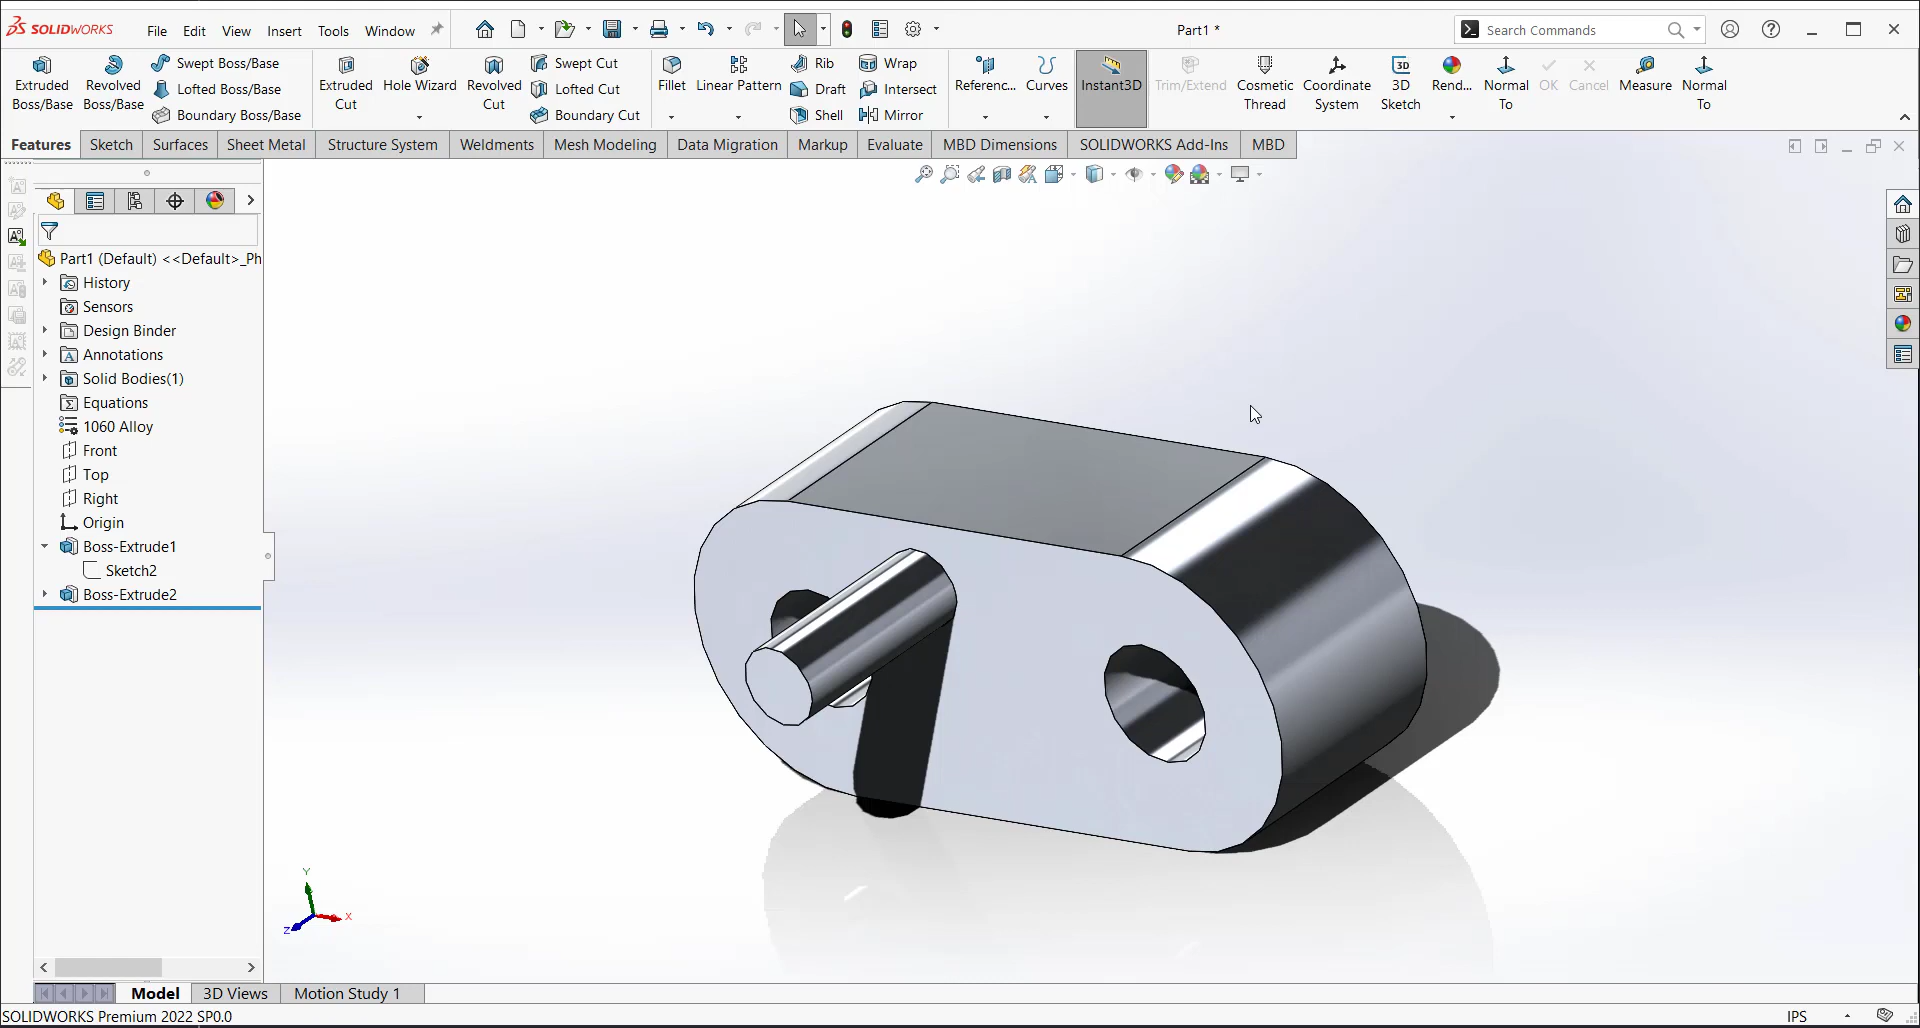 SOLIDWORKS File Edit View Insert Tools Window Part1 * Search Commands
Extruded Boss/Base
Revolved Boss/Base
Swept Boss/Base
Lofted Boss/Base
Boundary Boss/Base
Extruded Cut
Hole Wizard
Revolved Cut
Swept Cut
Lofted Cut
Boundary Cut
Fillet
Linear Pattern
Rib
Draft
Shell
Wrap
Intersect
Mirror
Referenc...
Curves
Instant3D
Trim/Extend
Cosmetic Thread
Coordinate System
3D
3D Sketch
Rend...
Normal To
OK
Cancel
Measure
Normal To
Features Sketch Surfaces Sheet Metal Structure System Weldments Mesh Modeling Data Migration Markup Evaluate MBD Dimensions SOLIDWORKS Add-Ins MBD
Part1 (Default) <<Default>_Ph
History
Sensors
Design Binder
Annotations
Solid Bodies(1)
Equations
1060 Alloy
Front
Top
Right
Origin
Boss-Extrude1
Sketch2
Boss-Extrude2
Y
X
Z
Model 3D Views Motion Study 1
SOLIDWORKS Premium 2022 SP0.0 IPS